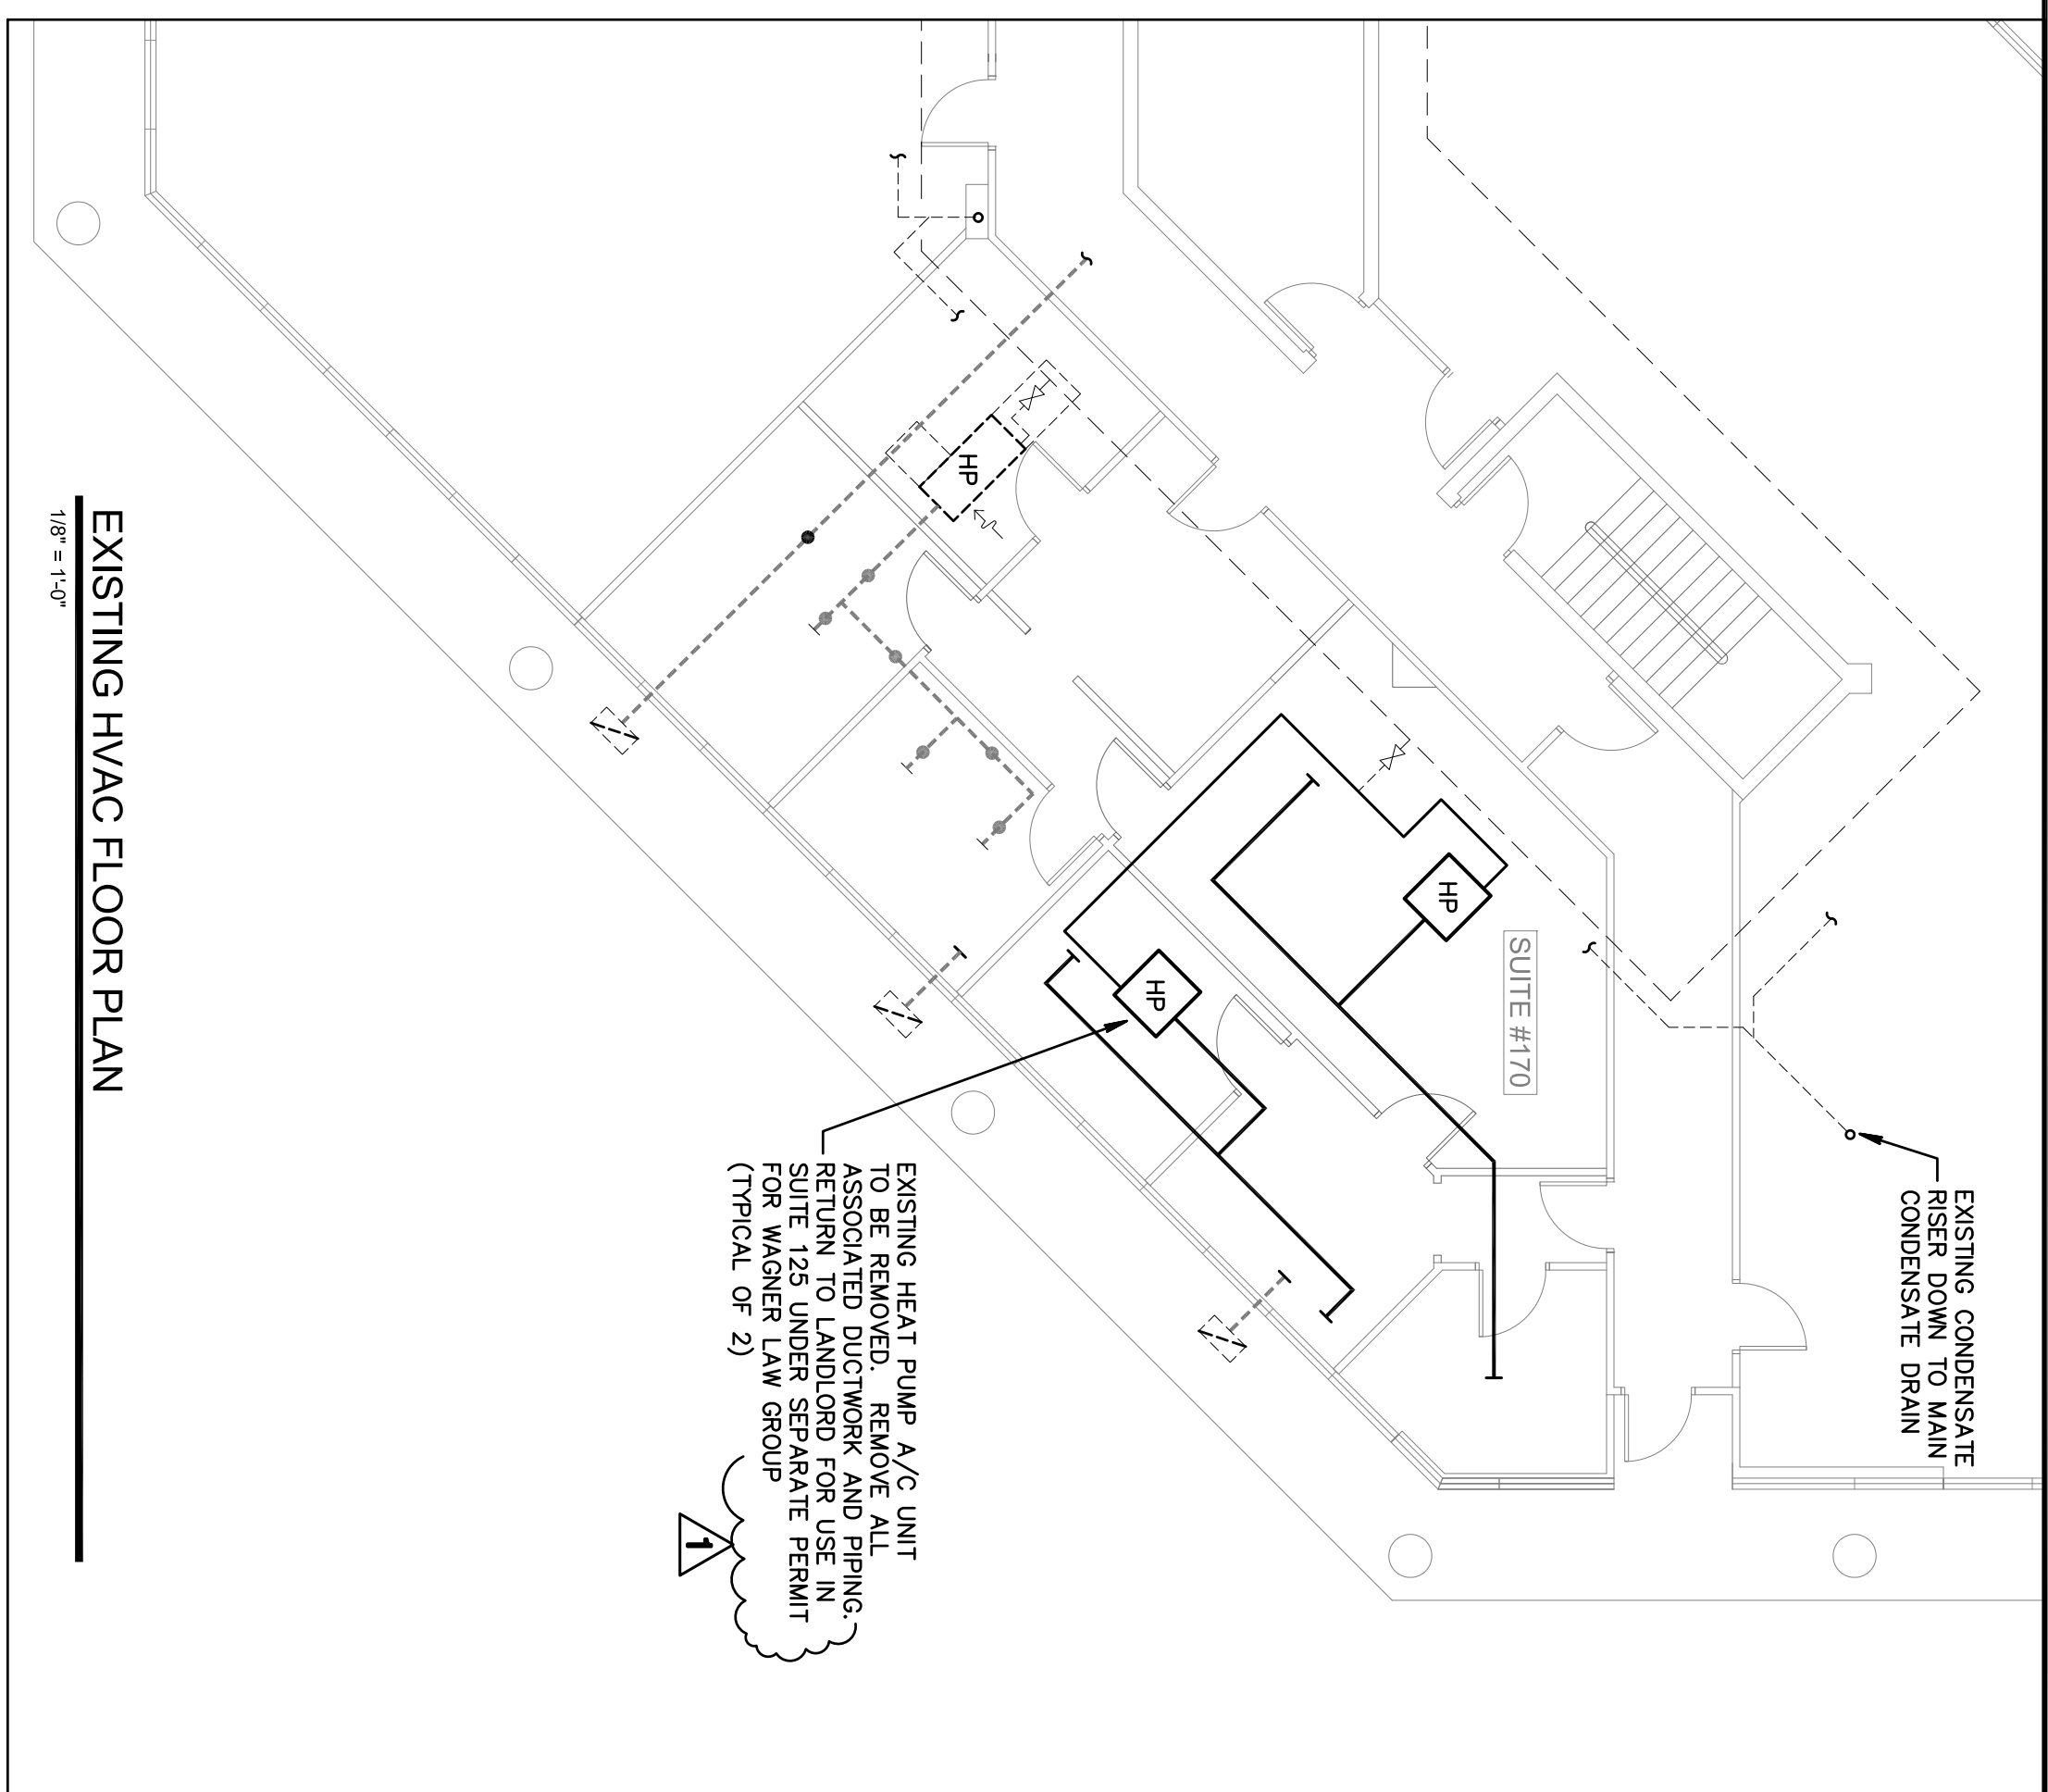 EXISTING CONDENSATE
RISER DOWN TO MAIN
CONDENSATE DRAIN
SUITE #170
HP
HP
HP
EXISTING HEAT PUMP A/C UNIT
TO BE REMOVED. REMOVE ALL
ASSOCIATED DUCTWORK AND PIPING.
RETURN TO LANDLORD FOR USE IN
SUITE 125 UNDER SEPARATE PERMIT
FOR WAGNER LAW GROUP
(TYPICAL OF 2)
1
EXISTING HVAC FLOOR PLAN
1/8" = 1'-0"